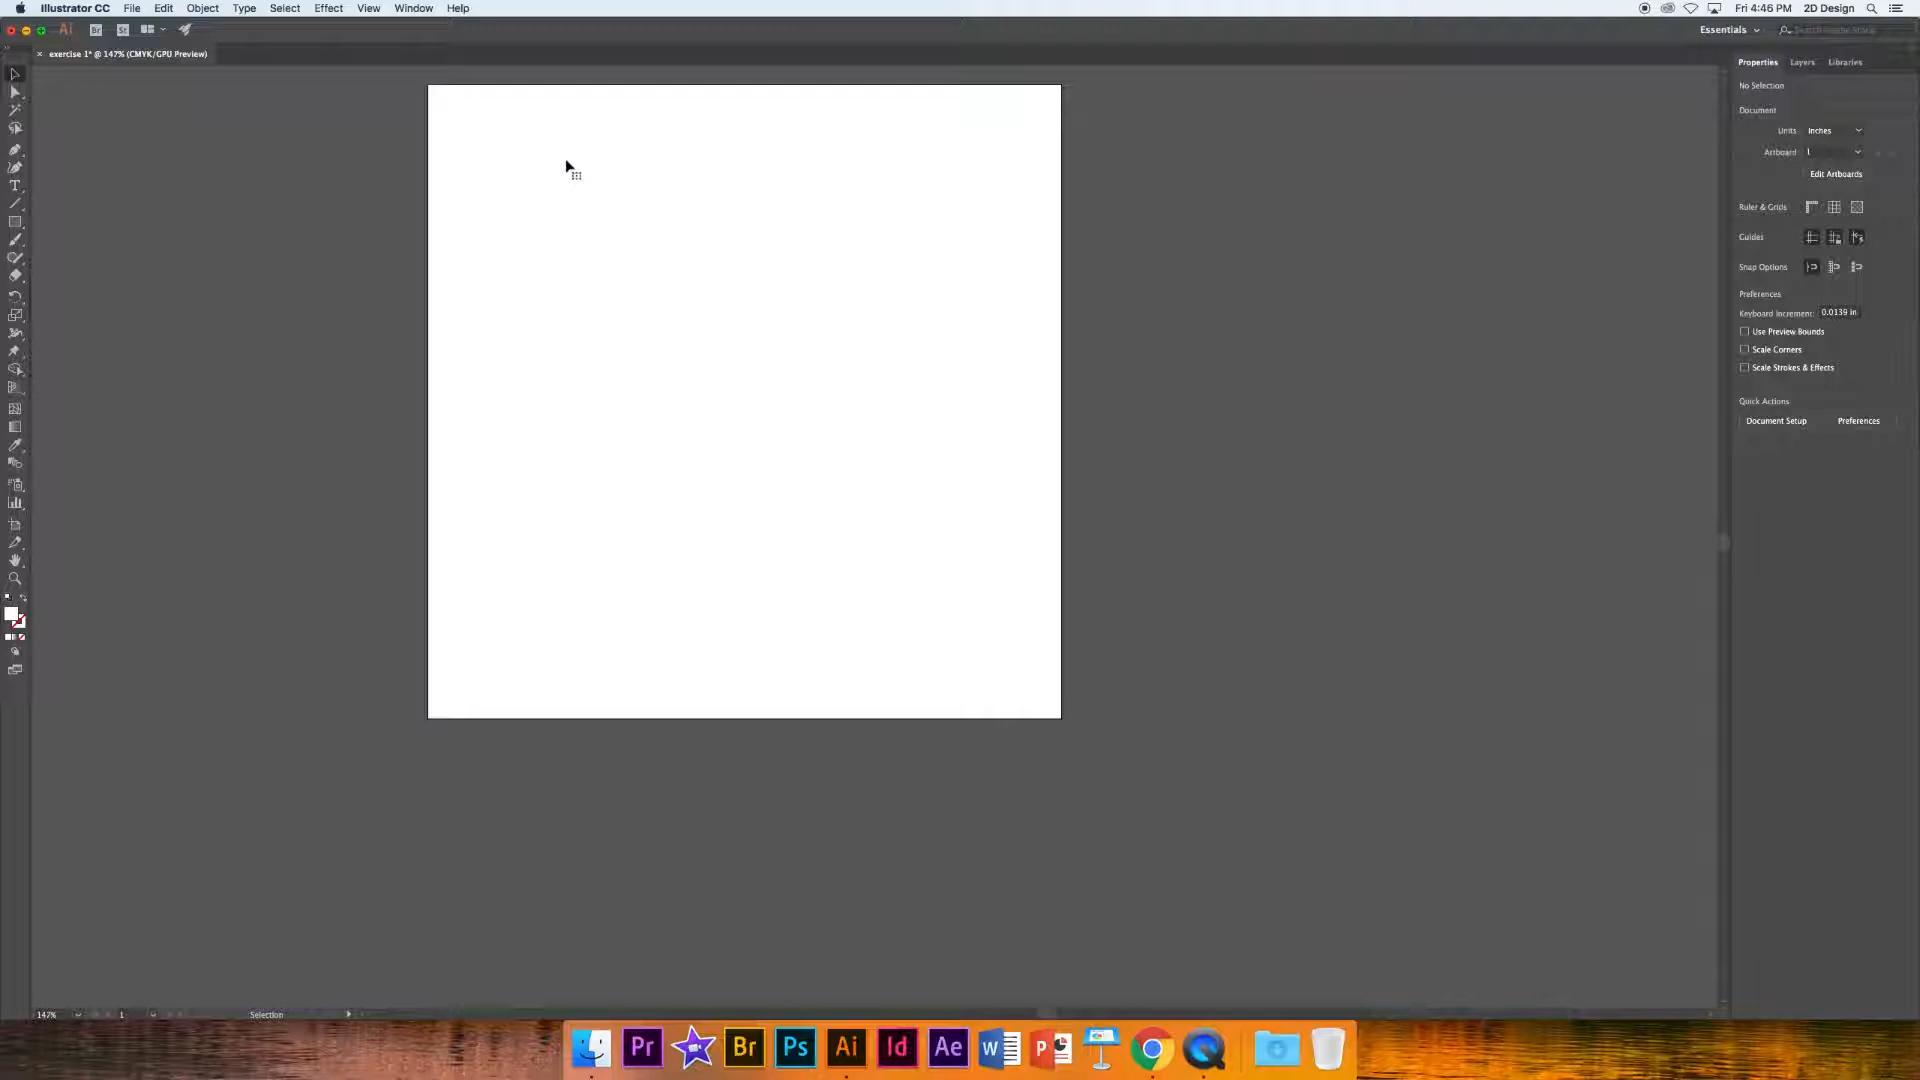 Illustrator CC File Edit Object Type Select Effect View Window Help Fri 4:46 PM 2D Design
Ai Br St Essentials
× exercise 1* @ 147% (CMYK/GPU Preview)
Properties Layers Libraries
No Selection
Document
Units Inches
Artboard 1
Edit Artboards
Ruler & Grids
Guides
Snap Options
Preferences
Keyboard Increment: 0.0139 in
Use Preview Bounds
Scale Corners
Scale Strokes & Effects
Quick Actions
Document Setup Preferences
T
147% 1 Selection
Pr Br Ps Ai Id Ae W P